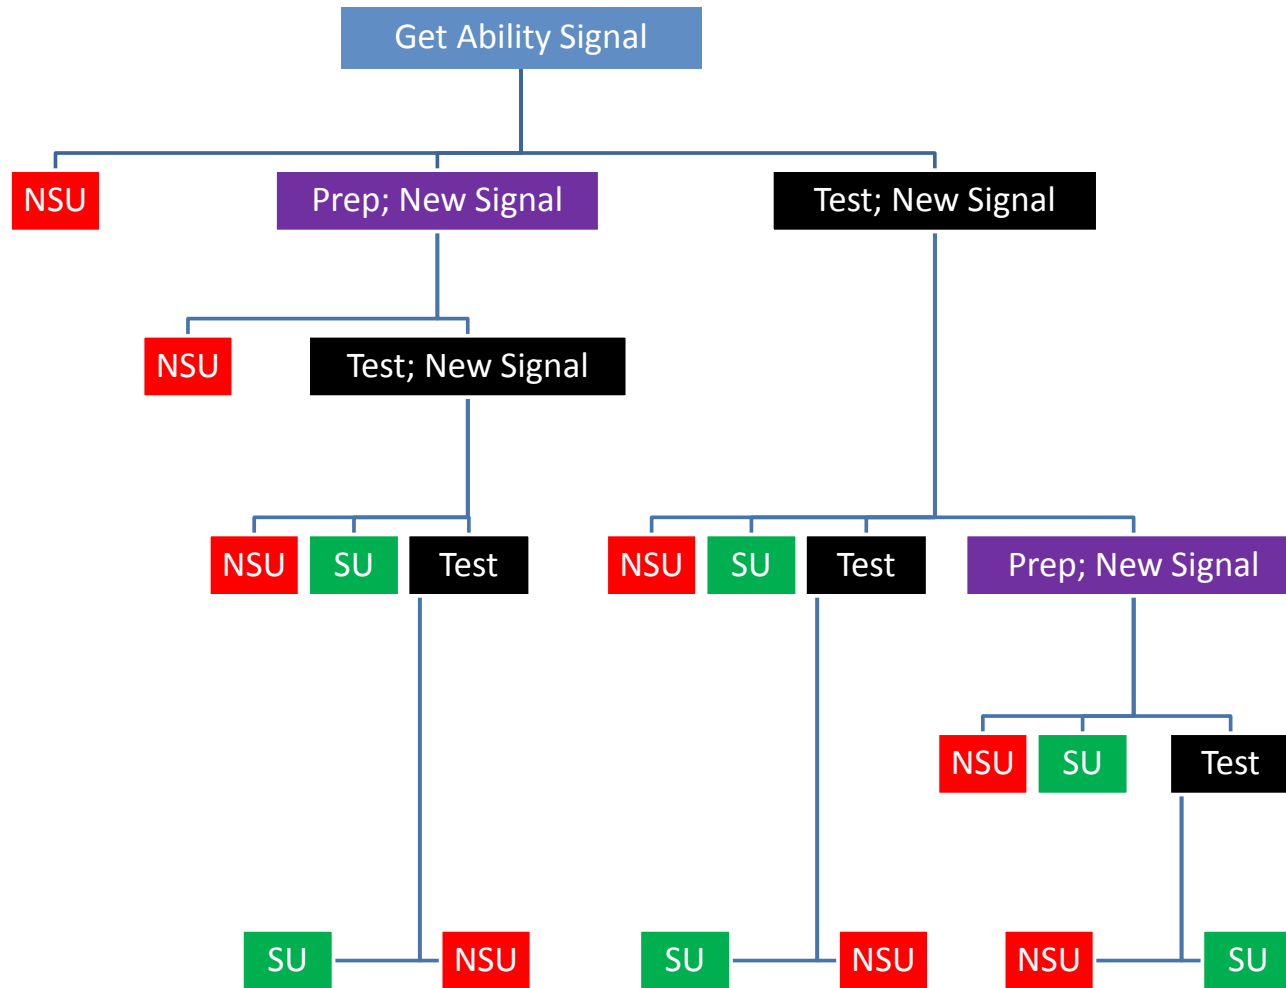 Get Ability Signal
NSU
Prep; New Signal
Test; New Signal
NSU
Test; New Signal
NSU
SU
Test
NSU
SU
Test
Prep; New Signal
NSU
SU
Test
SU
NSU
SU
NSU
NSU
SU